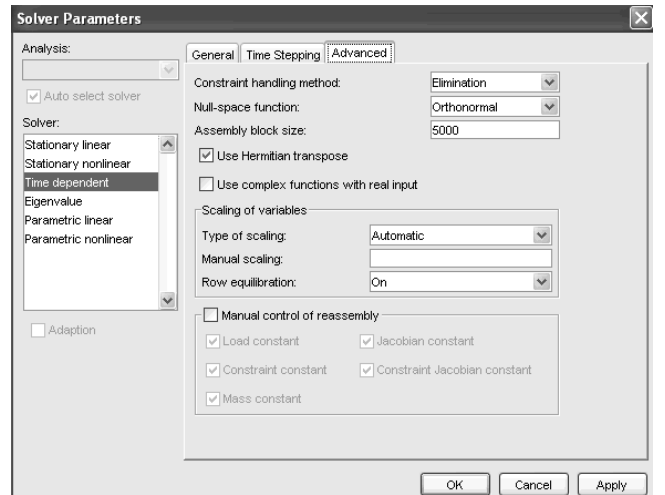 Solver Parameters
Analysis:
Auto select solver
Solver:
Stationary linear
Stationary nonlinear
Time dependent
Eigenvalue
Parametric linear
Parametric nonlinear
Adaption
General Time Stepping Advanced
Constraint handling method: Elimination
Null-space function: Orthonormal
Assembly block size: 5000
Use Hermitian transpose
Use complex functions with real input
Scaling of variables
Type of scaling: Automatic
Manual scaling:
Row equilibration: On
Manual control of reassembly
Load constant Jacobian constant
Constraint constant Constraint Jacobian constant
Mass constant
OK Cancel Apply